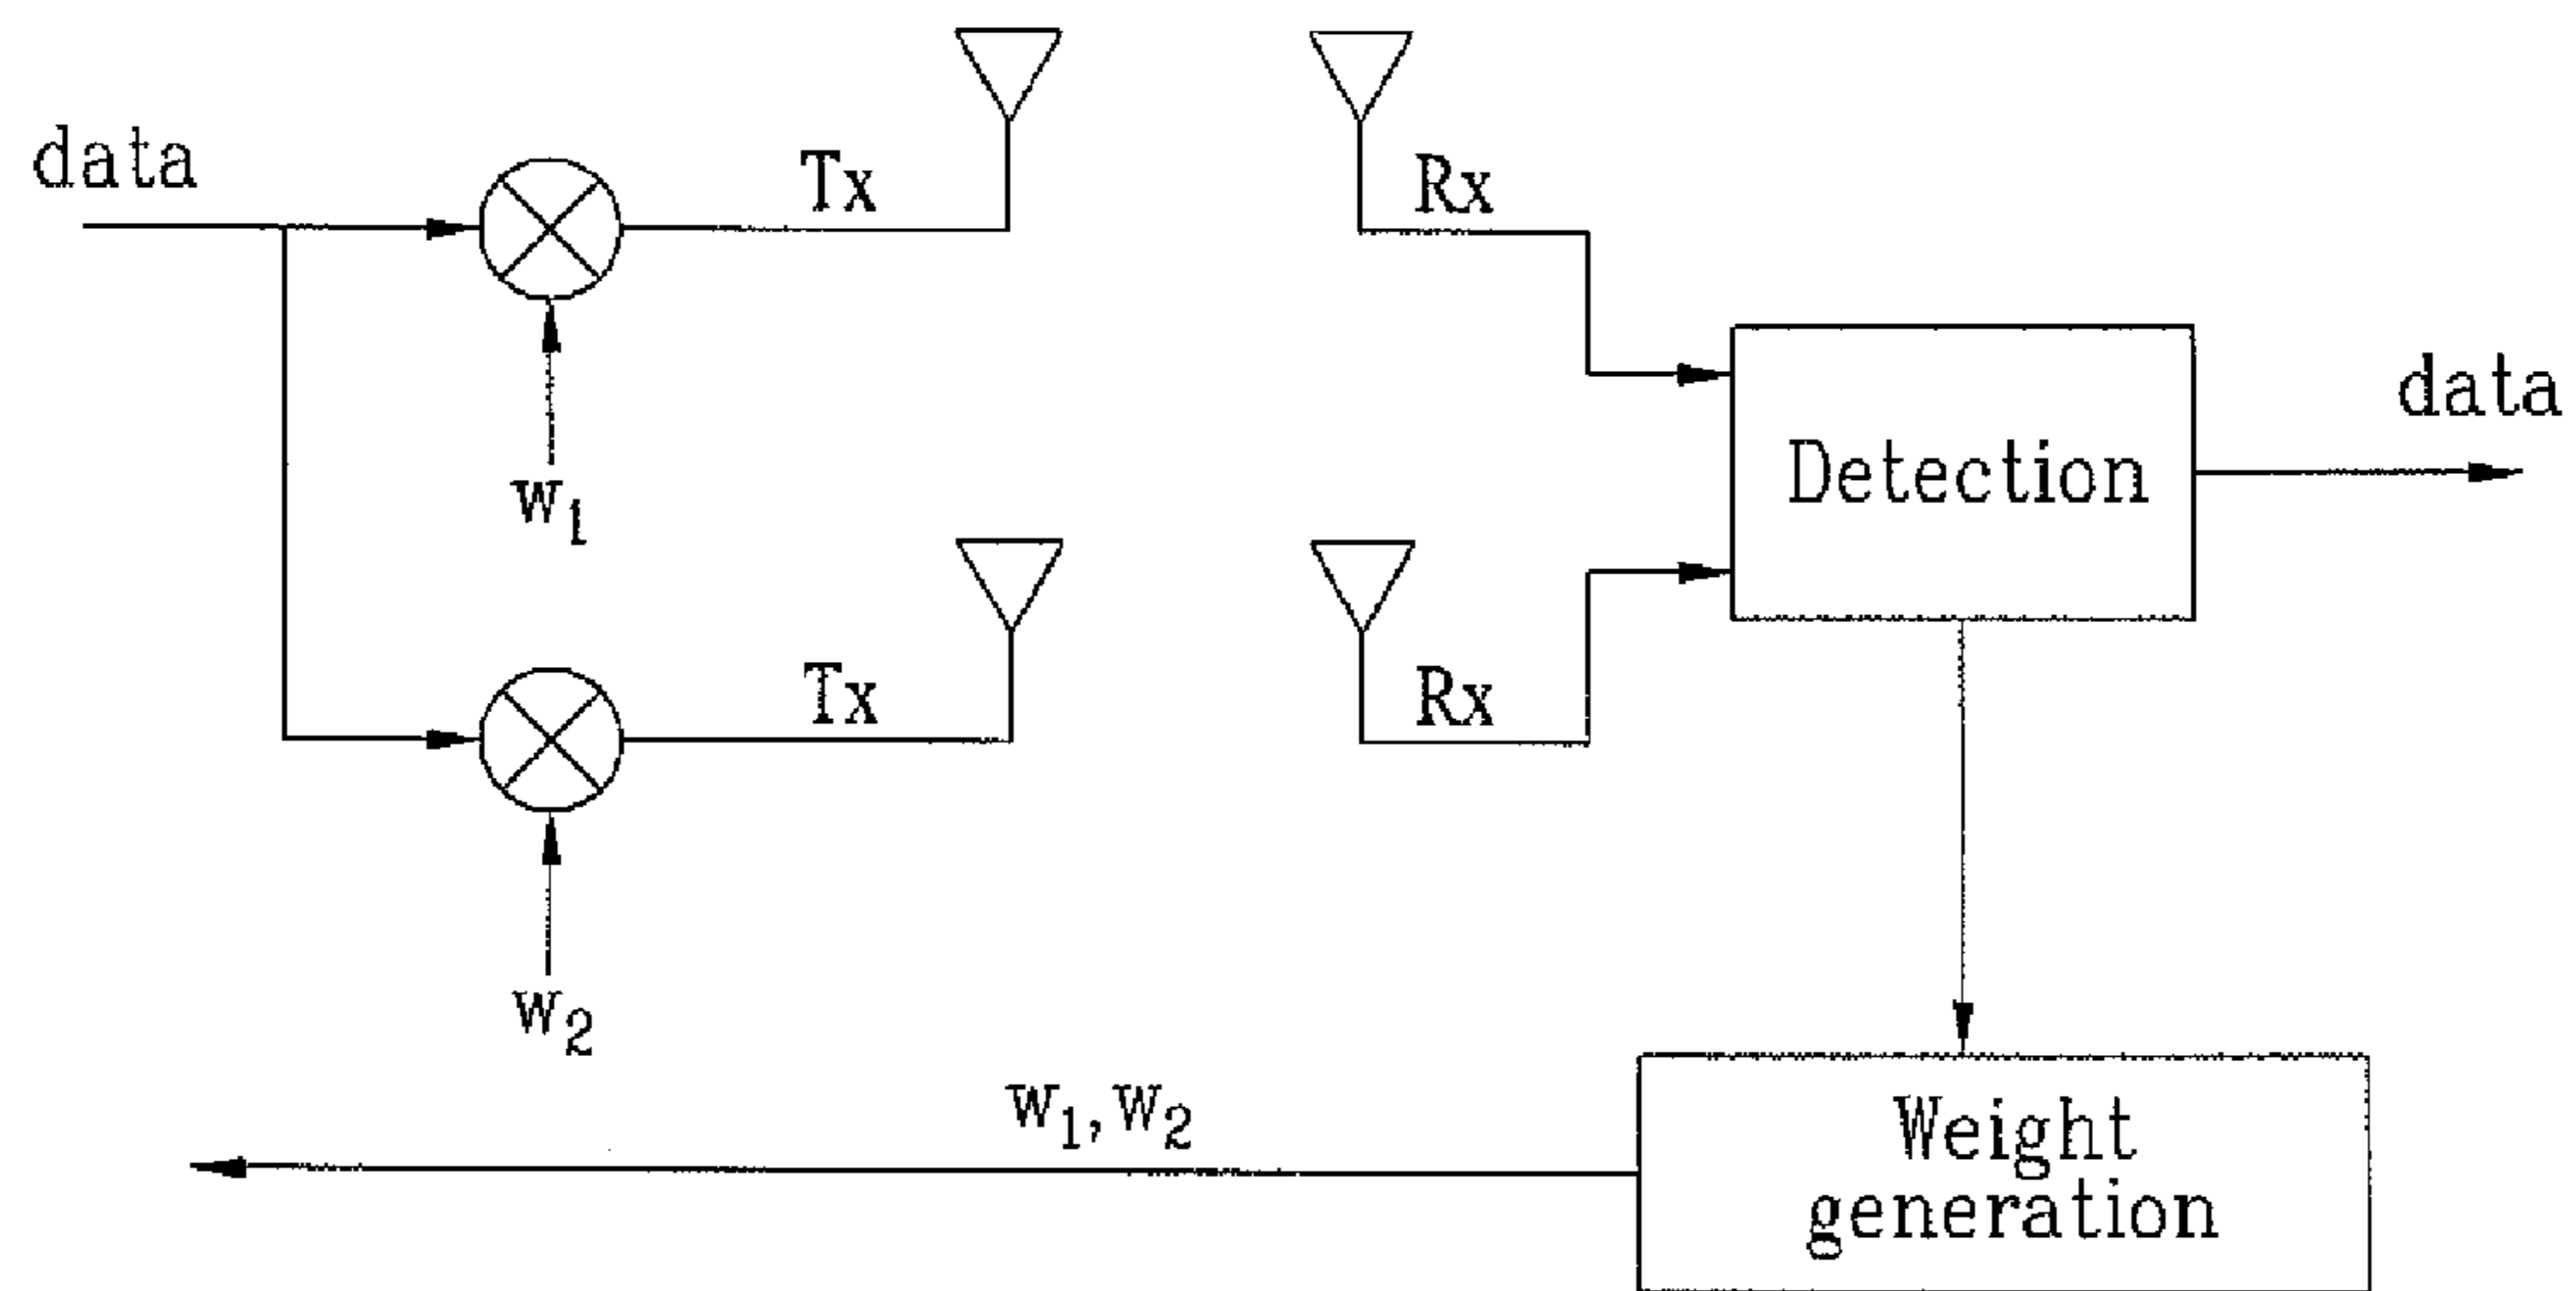 data
Tx
Rx
w1
data
Detection
Tx
Rx
w2
w1, w2
Weight
generation